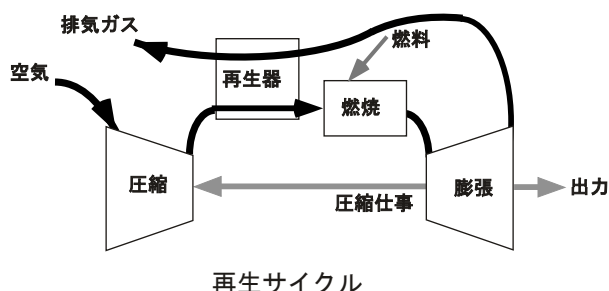 排気ガス
燃料
空気
再生器
燃焼
圧縮
膨張
出力
圧縮仕事
再生サイクル